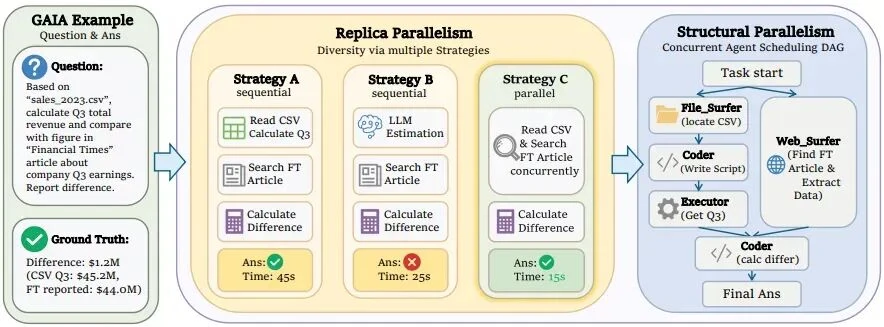 GAIA Example
Question & Ans
Question:
Based on
“sales_2023.csv”,
calculate Q3 total
revenue and compare
with figure in
“Financial Times”
article about
company Q3 earnings.
Report difference.
Ground Truth:
Difference: $1.2M
(CSV Q3: $45.2M,
FT reported: $44.0M)
Replica Parallelism
Diversity via multiple Strategies
Strategy A
sequential
Read CSV
Calculate Q3
Search FT
Article
Calculate
Difference
Ans:
Time: 45s
Strategy B
sequential
LLM
Estimation
Search FT
Article
Calculate
Difference
Ans:
Time: 25s
Strategy C
parallel
Read CSV
& Search
FT Article
concurrently
Calculate
Difference
Ans:
Time: 15s
Structural Parallelism
Concurrent Agent Scheduling DAG
Task start
File_Surfer
(locate CSV)
Coder
(Write Script)
Executor
(Get Q3)
Web_Surfer
(Find FT
Article &
Extract
Data)
Coder
(calc differ)
Final Ans